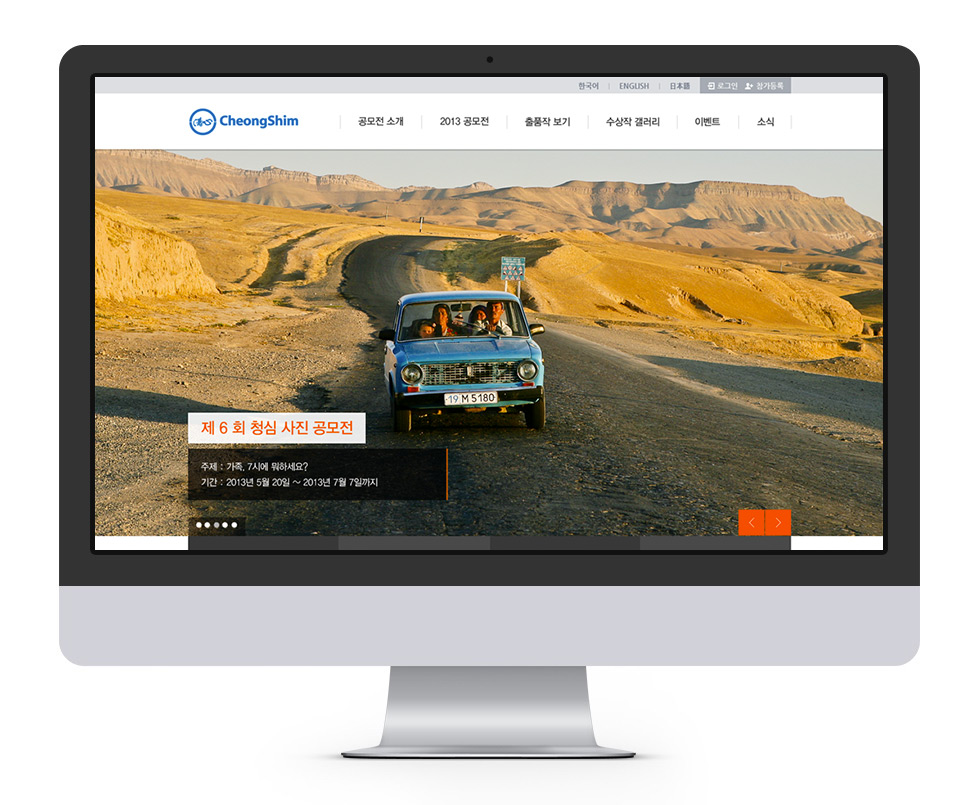 한국어 | ENGLISH | 日本語 로그인 참가등록
CheongShim 공모전 소개 2013 공모전 출품작 보기 수상작 갤러리 이벤트 소식
19 M 5180
제 6 회 청심 사진 공모전
주제 : 가족, 7시에 뭐하세요?
기간 : 2013년 5월 20일 ~ 2013년 7월 7일까지